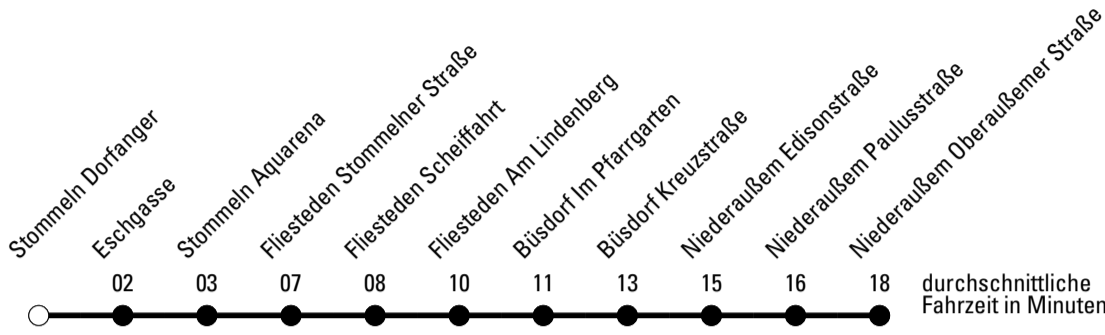 Stommeln Dorfanger
Eschgasse
Stommeln Aquarena
Fliesteden Stommelner Straße
Fliesteden Scheiffahrt
Fliesteden Am Lindenberg
Büsdorf Im Pfarrgarten
Büsdorf Kreuzstraße
Niederaußem Edisonstraße
Niederaußem Paulusstraße
Niederaußem Oberaußemer Straße
02 03 07 08 10 11 13 15 16 18
durchschnittliche
Fahrzeit in Minuten